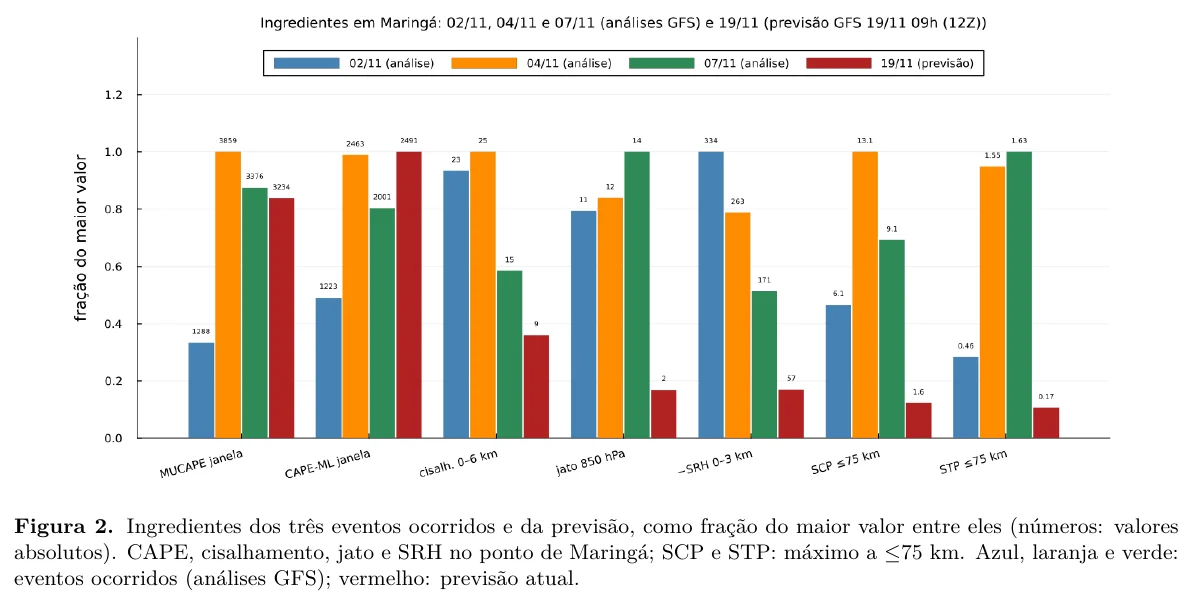 Ingredientes em Maringá: 02/11, 04/11 e 07/11 (análises GFS) e 19/11 (previsão GFS 19/11 09h (12Z))
02/11 (análise) 04/11 (análise) 07/11 (análise) 19/11 (previsão)
fração do maior valor
1.2
1.0
0.8
0.6
0.4
0.2
0.0
1288 3859 3376 3234
1223 2463 2001 2491
23 25 15 9
11 12 14 2
334 263 171 57
6.1 13.1 9.1 1.6
0.46 1.55 1.63 0.17
MUCAPE janela
CAPE-ML janela
cisalh. 0–6 km
jato 850 hPa
−SRH 0–3 km
SCP ≤75 km
STP ≤75 km
Figura 2. Ingredientes dos três eventos ocorridos e da previsão, como fração do maior valor entre eles (números: valores
absolutos). CAPE, cisalhamento, jato e SRH no ponto de Maringá; SCP e STP: máximo a ≤75 km. Azul, laranja e verde:
eventos ocorridos (análises GFS); vermelho: previsão atual.